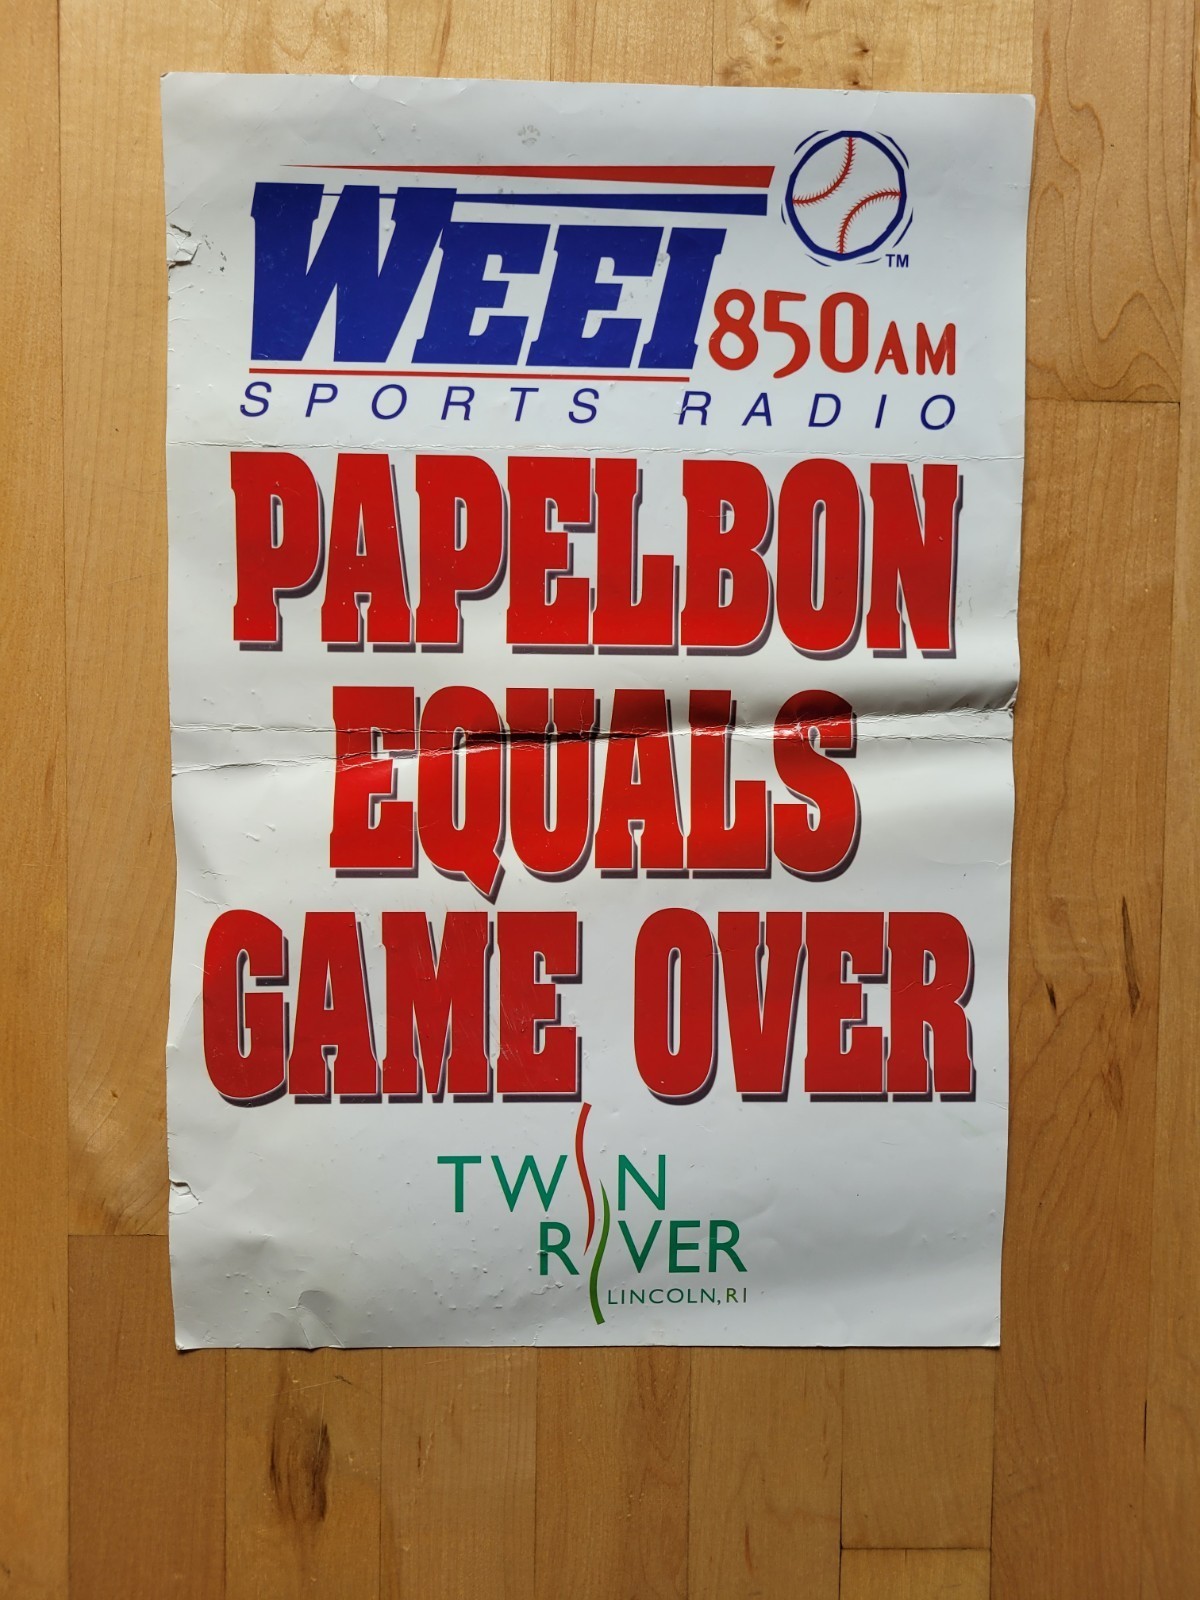 WEEI 850AM
TM
SPORTS RADIO
PAPELBON
EQUALS
GAME OVER
TWIN
RIVER
LINCOLN, RI